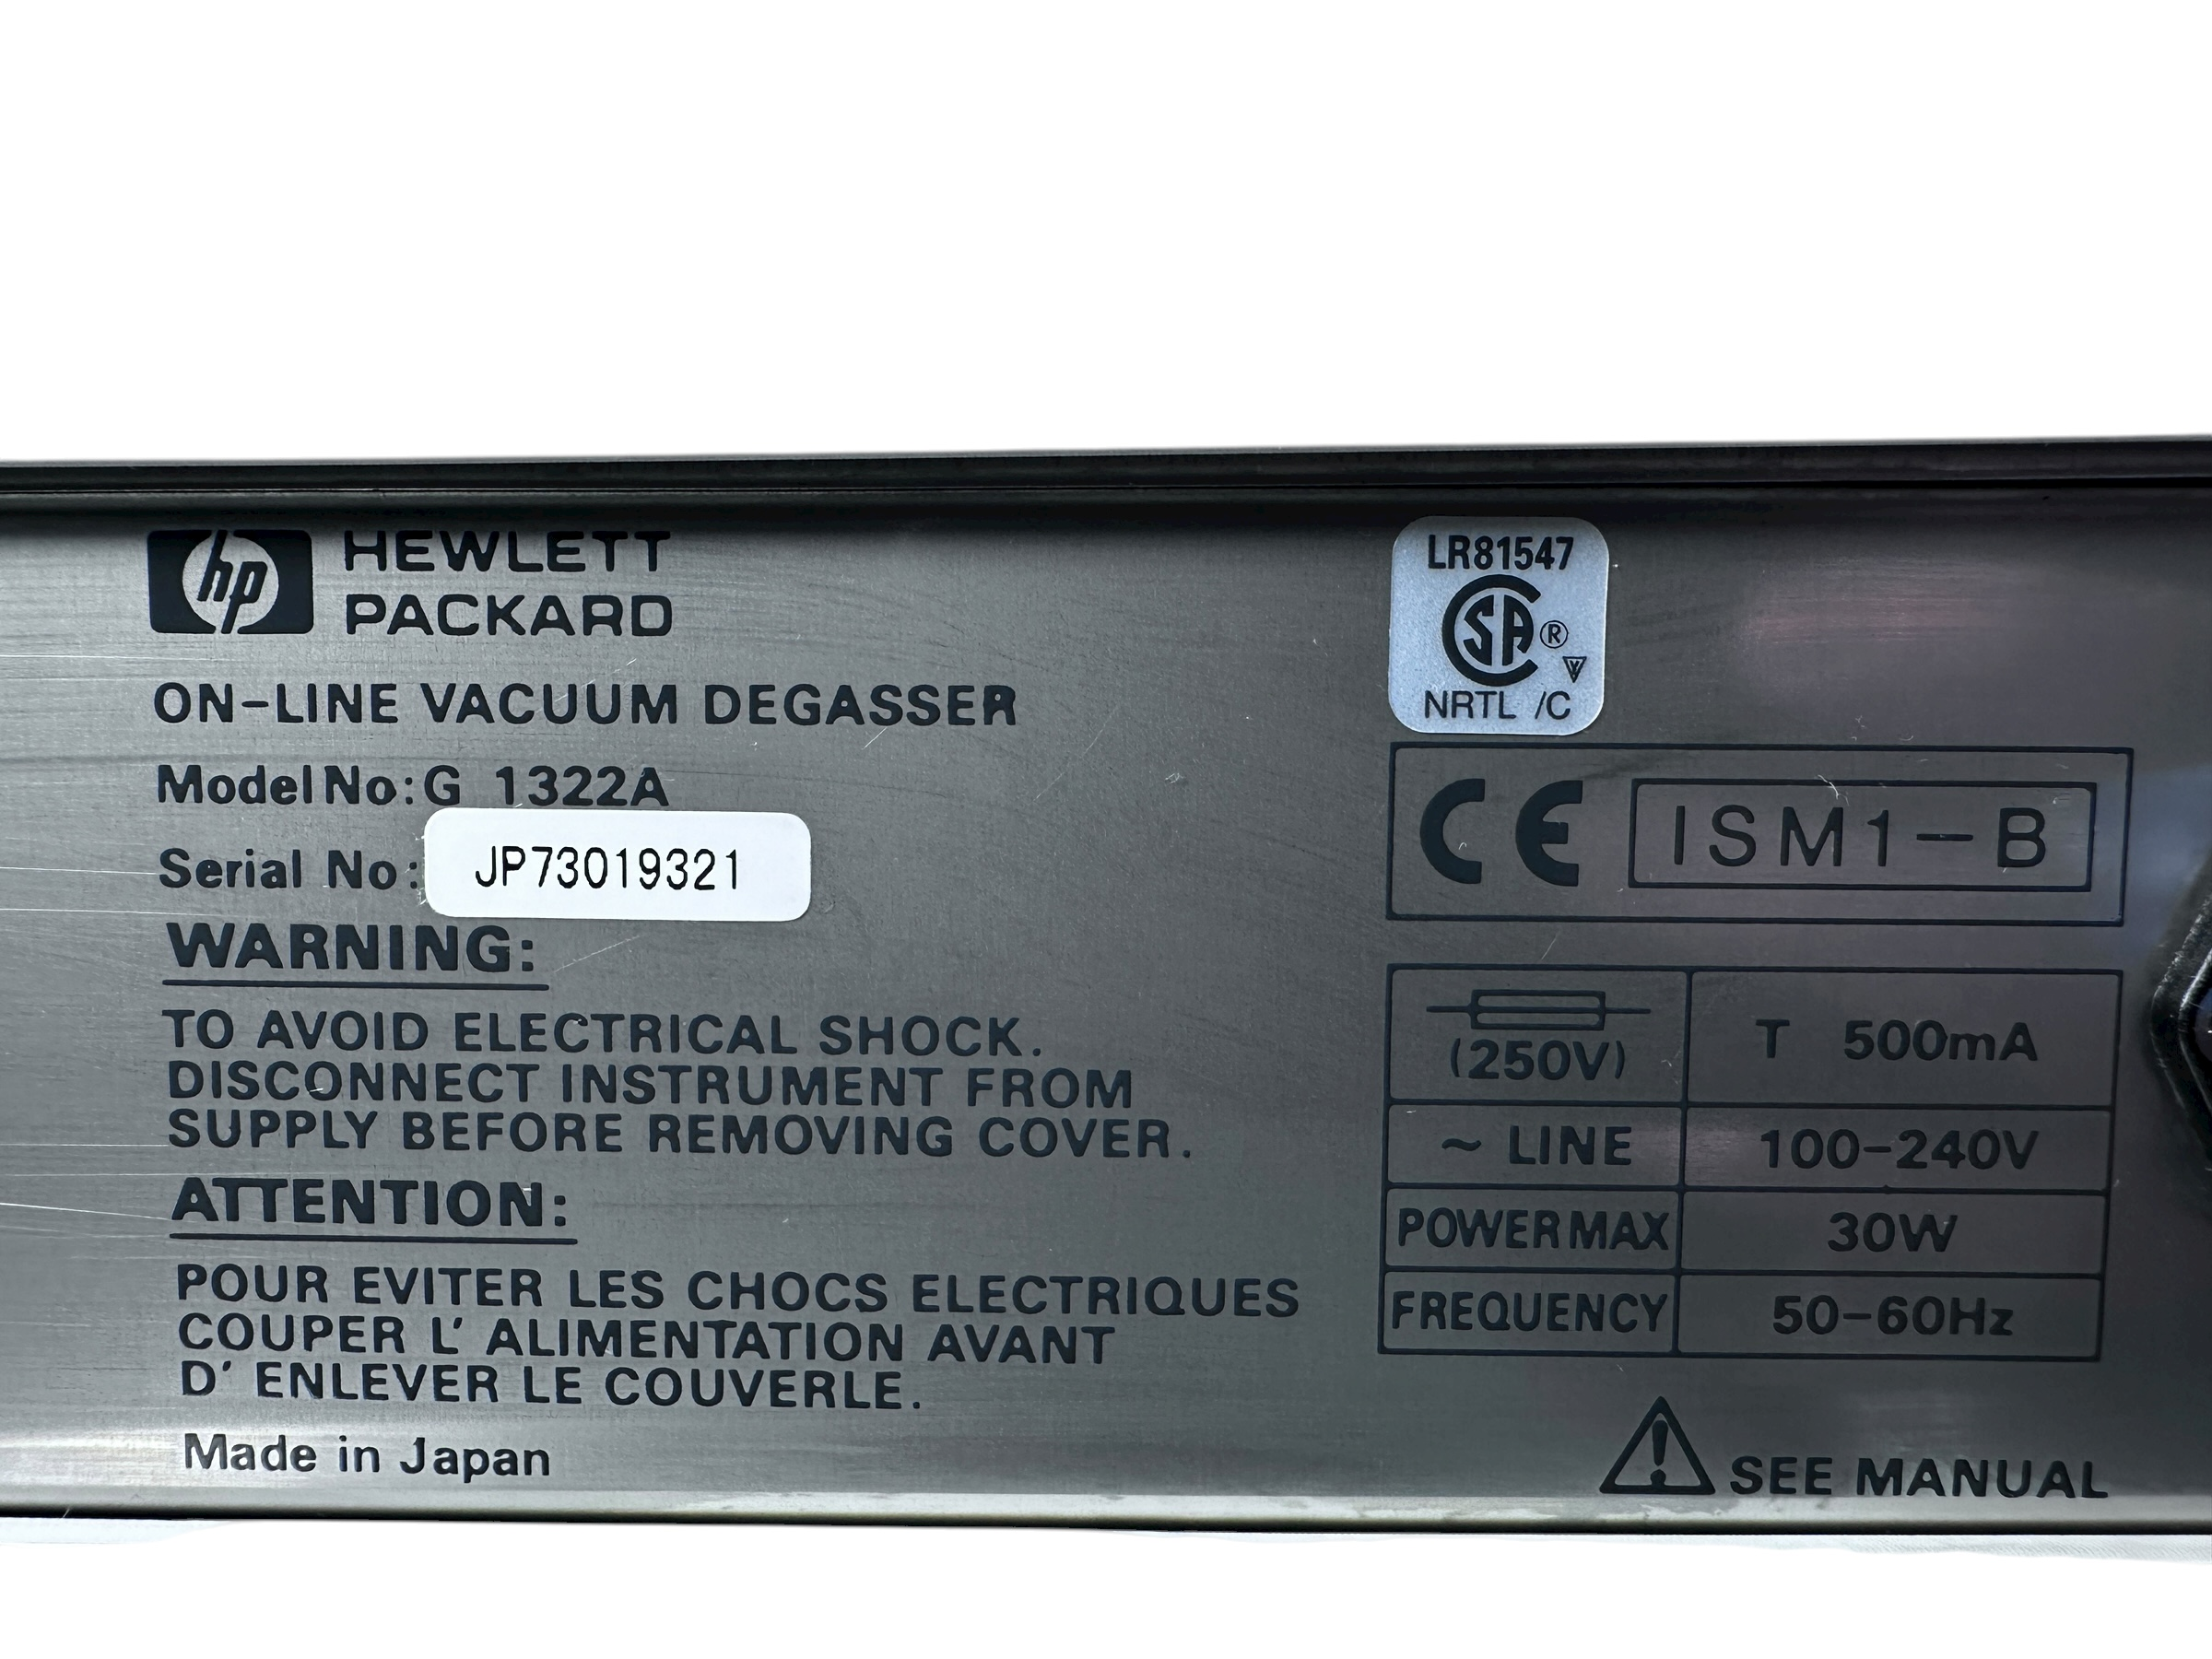 hp HEWLETT
PACKARD
ON-LINE VACUUM DEGASSER
Model No: G 1322A
Serial No: JP73019321
WARNING:
TO AVOID ELECTRICAL SHOCK.
DISCONNECT INSTRUMENT FROM
SUPPLY BEFORE REMOVING COVER.
ATTENTION:
POUR EVITER LES CHOCS ELECTRIQUES
COUPER L' ALIMENTATION AVANT
D' ENLEVER LE COUVERLE.
Made in Japan
LR81547
CSA ®
NRTL /C
CE ISM1-B
(250V) T 500mA
~ LINE 100-240V
POWER MAX 30W
FREQUENCY 50-60Hz
SEE MANUAL